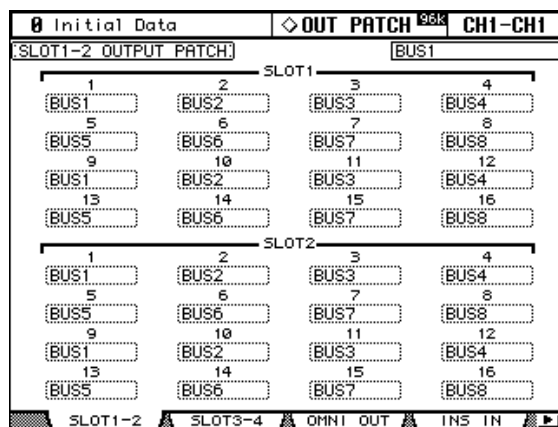 0 Initial Data ◇OUT PATCH 96k CH1-CH1
SLOT1-2 OUTPUT PATCH BUS1
SLOT1
1 2 3 4
BUS1 BUS2 BUS3 BUS4
5 6 7 8
BUS5 BUS6 BUS7 BUS8
9 10 11 12
BUS1 BUS2 BUS3 BUS4
13 14 15 16
BUS5 BUS6 BUS7 BUS8
SLOT2
1 2 3 4
BUS1 BUS2 BUS3 BUS4
5 6 7 8
BUS5 BUS6 BUS7 BUS8
9 10 11 12
BUS1 BUS2 BUS3 BUS4
13 14 15 16
BUS5 BUS6 BUS7 BUS8
SLOT1-2 SLOT3-4 OMNI OUT INS IN